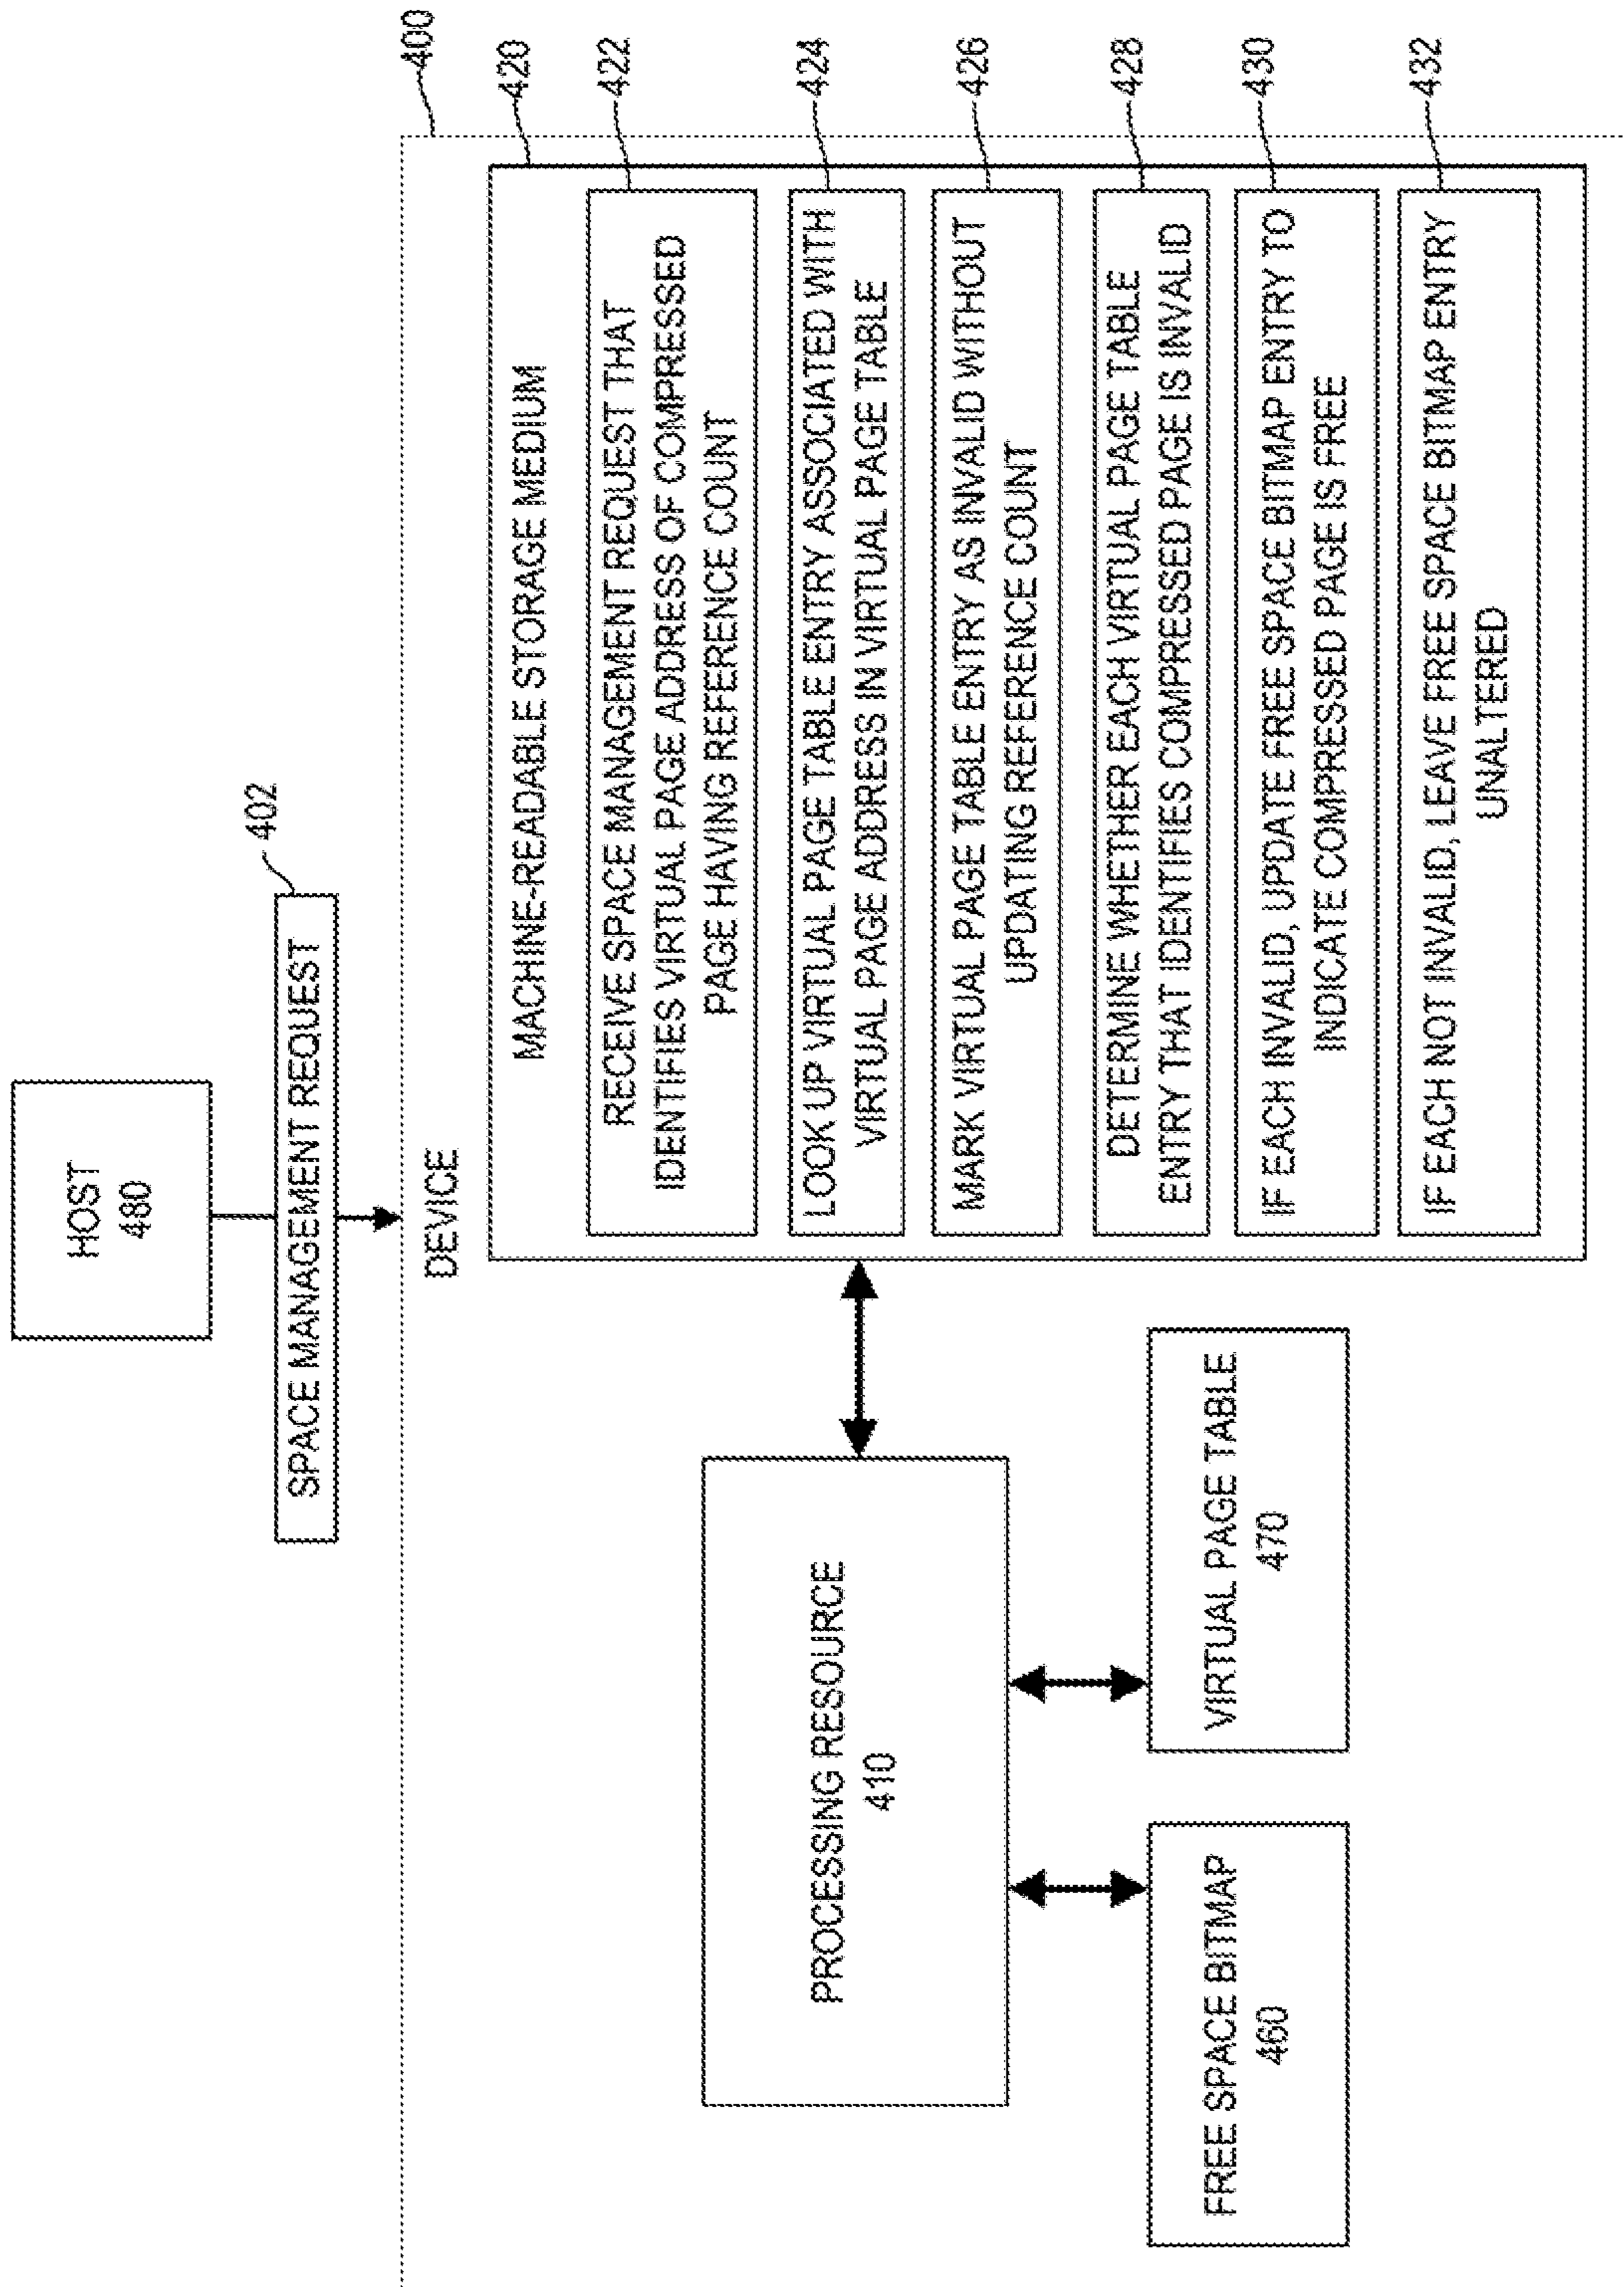 HOST
480
SPACE MANAGEMENT REQUEST
402
DEVICE
400
PROCESSING RESOURCE
410
FREE SPACE BITMAP
460
VIRTUAL PAGE TABLE
470
MACHINE-READABLE STORAGE MEDIUM
420
RECEIVE SPACE MANAGEMENT REQUEST THAT
IDENTIFIES VIRTUAL PAGE ADDRESS OF COMPRESSED
PAGE HAVING REFERENCE COUNT
422
LOOK UP VIRTUAL PAGE TABLE ENTRY ASSOCIATED WITH
VIRTUAL PAGE ADDRESS IN VIRTUAL PAGE TABLE
424
MARK VIRTUAL PAGE TABLE ENTRY AS INVALID WITHOUT
UPDATING REFERENCE COUNT
426
DETERMINE WHETHER EACH VIRTUAL PAGE TABLE
ENTRY THAT IDENTIFIES COMPRESSED PAGE IS INVALID
428
IF EACH INVALID, UPDATE FREE SPACE BITMAP ENTRY TO
INDICATE COMPRESSED PAGE IS FREE
430
IF EACH NOT INVALID, LEAVE FREE SPACE BITMAP ENTRY
UNALTERED
432